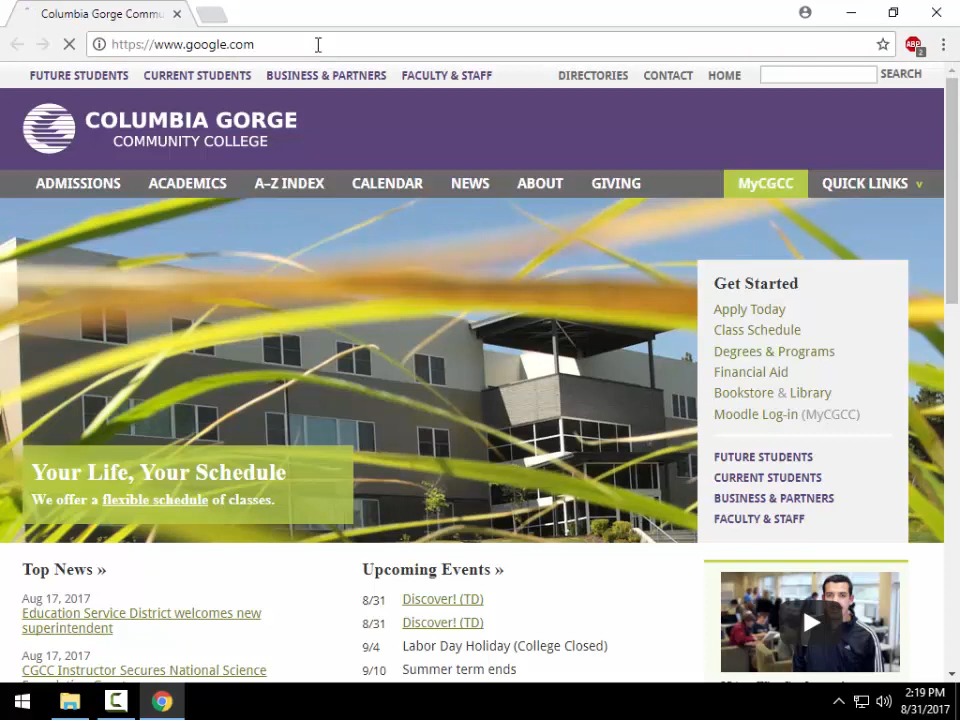 Columbia Gorge Commu
https://www.google.com
ABP
2
FUTURE STUDENTS CURRENT STUDENTS BUSINESS & PARTNERS FACULTY & STAFF DIRECTORIES CONTACT HOME SEARCH
COLUMBIA GORGE
COMMUNITY COLLEGE
ADMISSIONS ACADEMICS A–Z INDEX CALENDAR NEWS ABOUT GIVING MyCGCC QUICK LINKS v
Get Started
Apply Today
Class Schedule
Degrees & Programs
Financial Aid
Bookstore & Library
Moodle Log-in (MyCGCC)
FUTURE STUDENTS
CURRENT STUDENTS
BUSINESS & PARTNERS
FACULTY & STAFF
Your Life, Your Schedule
We offer a flexible schedule of classes.
Top News »
Aug 17, 2017
Education Service District welcomes new
superintendent
Aug 17, 2017
CGCC Instructor Secures National Science
Upcoming Events »
8/31 Discover! (TD)
8/31 Discover! (TD)
9/4 Labor Day Holiday (College Closed)
9/10 Summer term ends
2:19 PM
8/31/2017